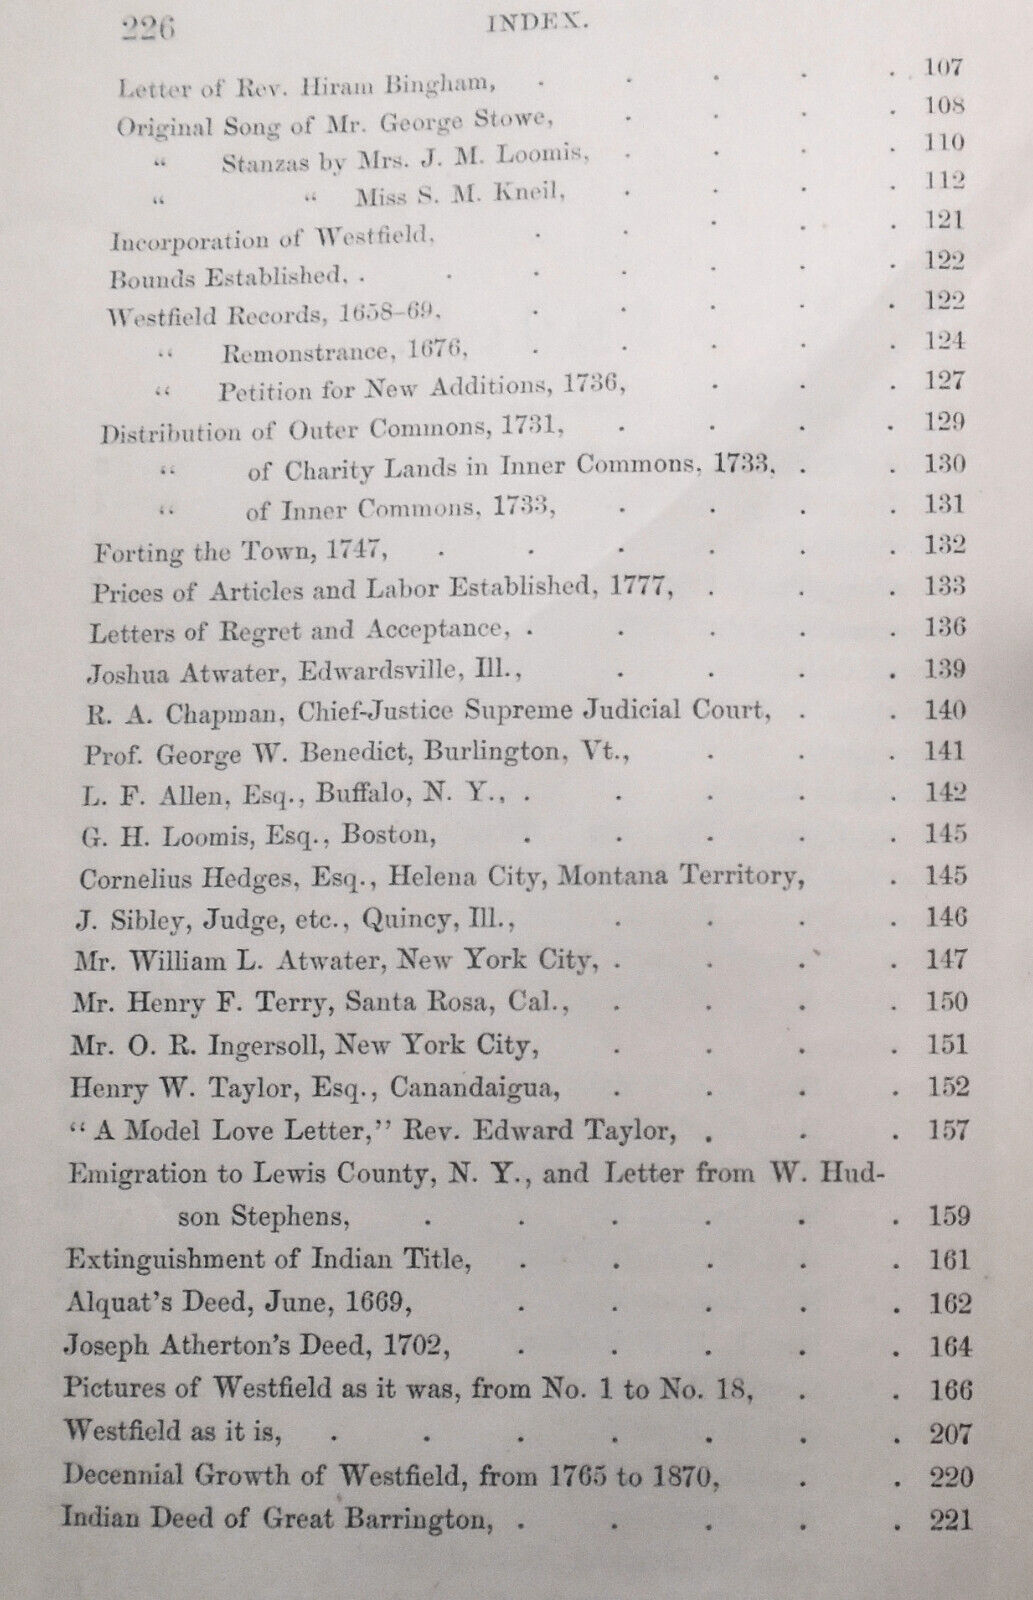 226 INDEX.
Letter of Rev. Hiram Bingham, . . . . . 107
Original Song of Mr. George Stowe, . . . . 108
“ Stanzas by Mrs. J. M. Loomis, . . . . 110
“ “ Miss S. M. Kneil, . . . . 112
Incorporation of Westfield, . . . . . 121
Bounds Established, . . . . . . . 122
Westfield Records, 1658–69, . . . . . 122
“ Remonstrance, 1676, . . . . . 124
“ Petition for New Additions, 1736, . . . 127
Distribution of Outer Commons, 1731, . . . . 129
“ of Charity Lands in Inner Commons, 1733, . . 130
“ of Inner Commons, 1733, . . . . 131
Forting the Town, 1747, . . . . . . 132
Prices of Articles and Labor Established, 1777, . . . 133
Letters of Regret and Acceptance, . . . . . 136
Joshua Atwater, Edwardsville, Ill., . . . . 139
R. A. Chapman, Chief-Justice Supreme Judicial Court, . . 140
Prof. George W. Benedict, Burlington, Vt., . . . 141
L. F. Allen, Esq., Buffalo, N. Y., . . . . . 142
G. H. Loomis, Esq., Boston, . . . . . 145
Cornelius Hedges, Esq., Helena City, Montana Territory, . 145
J. Sibley, Judge, etc., Quincy, Ill., . . . . 146
Mr. William L. Atwater, New York City, . . . . 147
Mr. Henry F. Terry, Santa Rosa, Cal., . . . . 150
Mr. O. R. Ingersoll, New York City, . . . . 151
Henry W. Taylor, Esq., Canandaigua, . . . . 152
“A Model Love Letter,” Rev. Edward Taylor, . . . 157
Emigration to Lewis County, N. Y., and Letter from W. Hud-
son Stephens, . . . . . . 159
Extinguishment of Indian Title, . . . . . 161
Alquat's Deed, June, 1669, . . . . . 162
Joseph Atherton's Deed, 1702, . . . . . 164
Pictures of Westfield as it was, from No. 1 to No. 18, . . 166
Westfield as it is, . . . . . . . 207
Decennial Growth of Westfield, from 1765 to 1870, . . 220
Indian Deed of Great Barrington, . . . . . 221